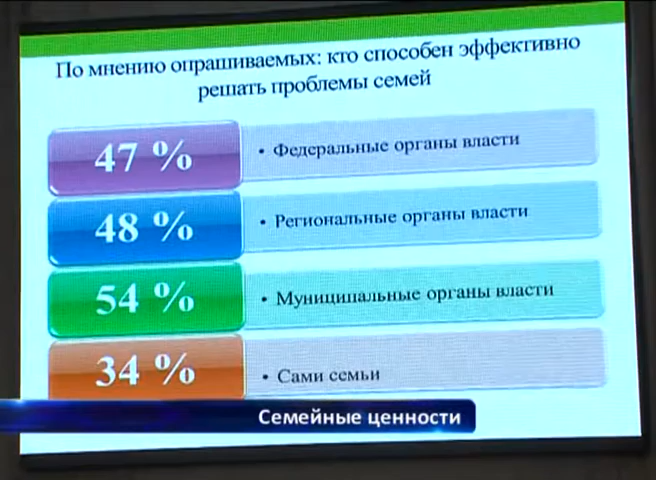 По мнению опрашиваемых: кто способен эффективно
решать проблемы семей
47 % • Федеральные органы власти
48 % • Региональные органы власти
54 % • Муниципальные органы власти
34 % • Сами семьи
Семейные ценности